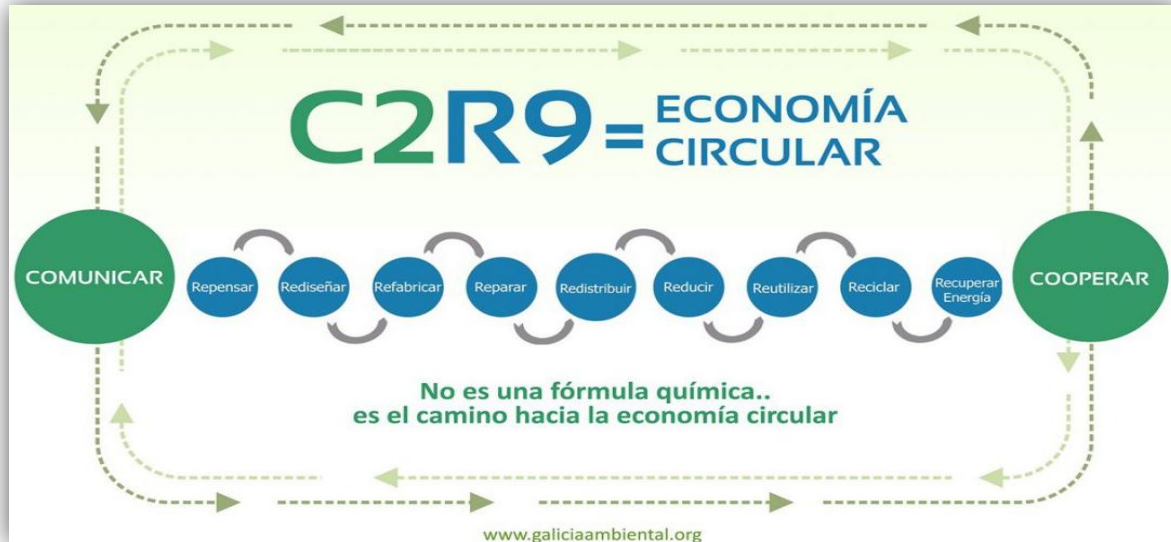 C2R9 = ECONOMÍA
CIRCULAR
COMUNICAR
Repensar
Rediseñar
Refabricar
Reparar
Redistribuir
Reducir
Reutilizar
Reciclar
Recuperar
Energía
COOPERAR
No es una fórmula química..
es el camino hacia la economía circular
www.galiciaambiental.org